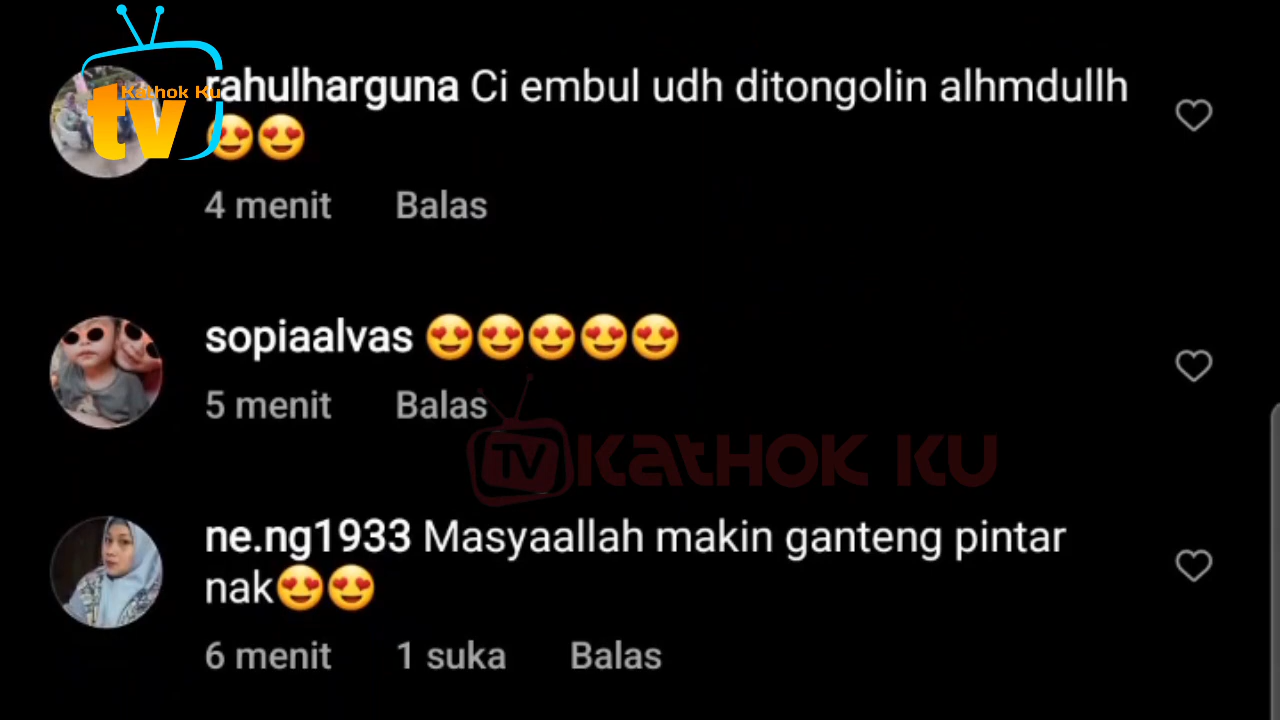 Kathok Ku
tv
rahulharguna Ci embul udh ditongolin alhmdullh
😍😍
4 menit Balas
sopiaalvas 😍😍😍😍😍
5 menit Balas
TV KATHOK KU
ne.ng1933 Masyaallah makin ganteng pintar
nak😍😍
6 menit 1 suka Balas